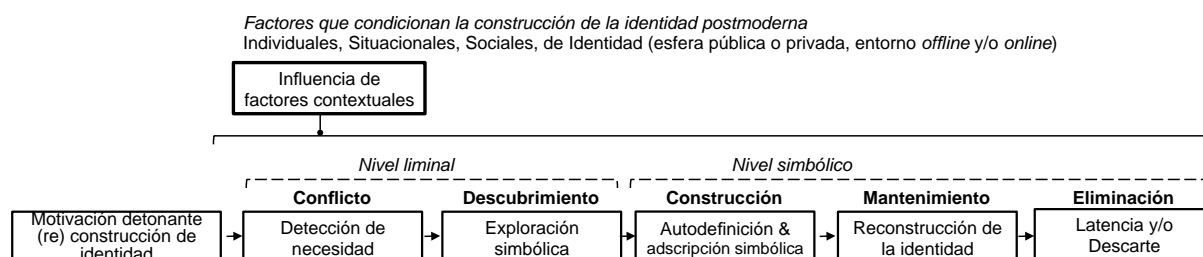 Factores que condicionan la construcción de la identidad postmoderna
Individuales, Situacionales, Sociales, de Identidad (esfera pública o privada, entorno offline y/o online)
Influencia de
factores contextuales
Nivel liminal
Nivel simbólico
Conflicto
Descubrimiento
Construcción
Mantenimiento
Eliminación
Motivación detonante
(re) construcción de
identidad
Detección de
necesidad
Exploración
simbólica
Autodefinición &
adscripción simbólica
Reconstrucción de
la identidad
Latencia y/o
Descarte